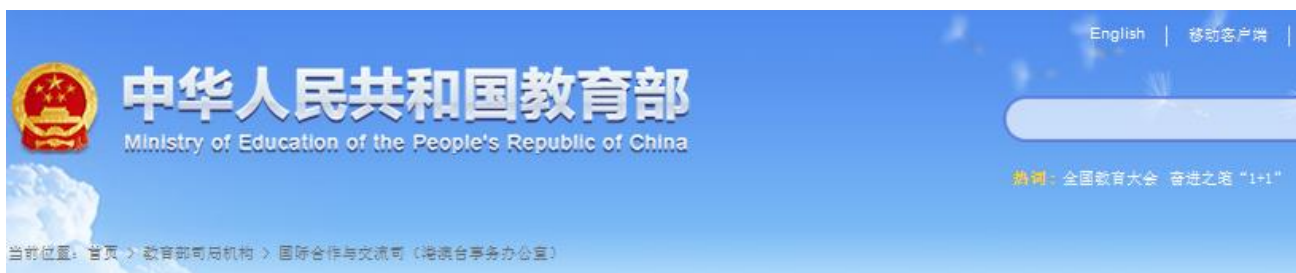 English | 移动客户端 |
中华人民共和国教育部
Ministry of Education of the People's Republic of China
热词：全国教育大会 奋进之笔“1+1”
当前位置：首页 > 教育部司局机构 > 国际合作与交流司（港澳台事务办公室）